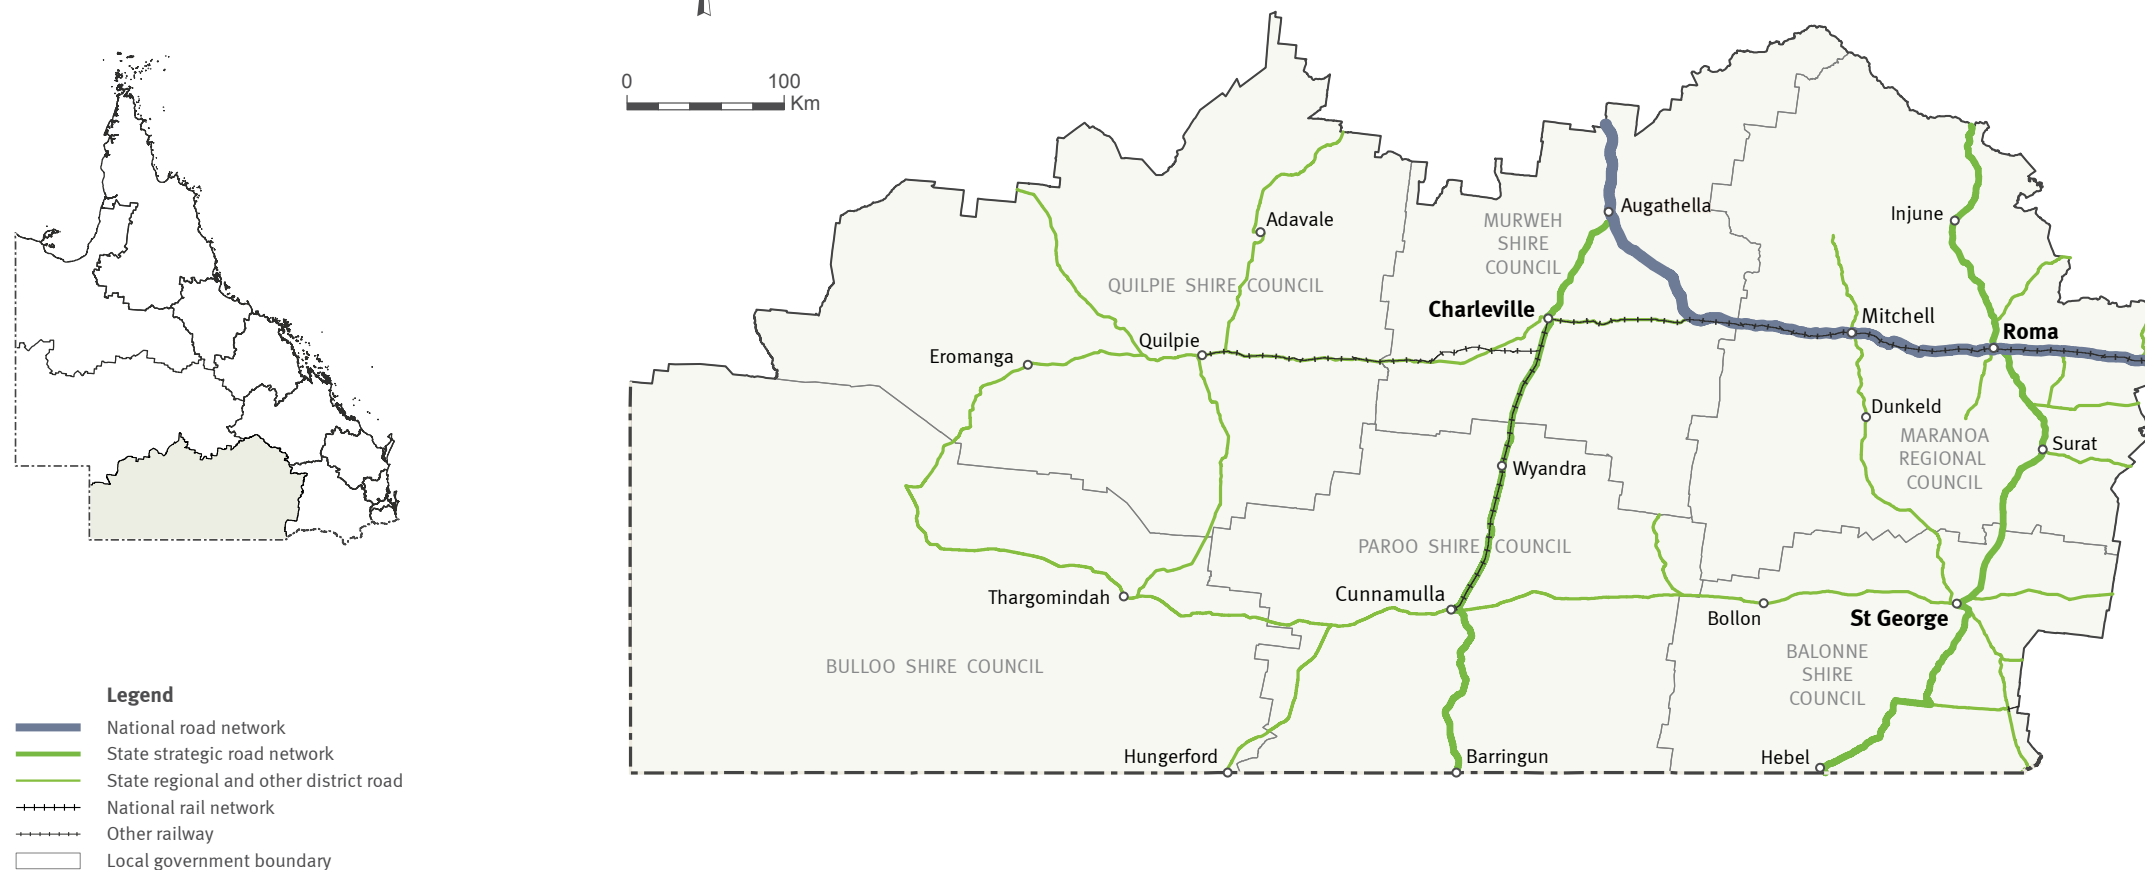 0 100
Km
Adavale
Augathella
Injune
MURWEH
SHIRE
COUNCIL
QUILPIE SHIRE COUNCIL
Charleville
Mitchell
Roma
Quilpie
Eromanga
Dunkeld
MARANOA
REGIONAL
COUNCIL
Surat
Wyandra
PAROO SHIRE COUNCIL
Thargomindah
Cunnamulla
Bollon
St George
BULLOO SHIRE COUNCIL
BALONNE
SHIRE
COUNCIL
Hungerford
Barringun
Hebel
Legend
National road network
State strategic road network
State regional and other district road
National rail network
Other railway
Local government boundary